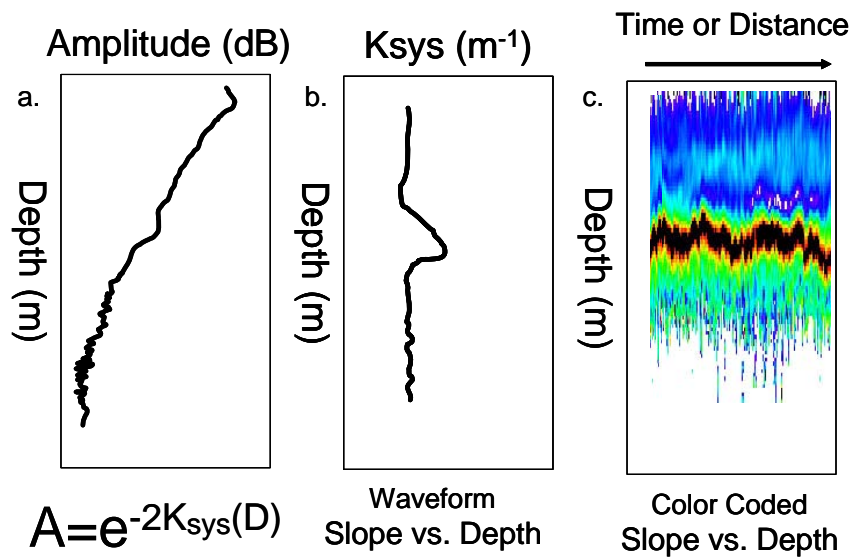 Amplitude (dB)
Ksys (m-1)
Time or Distance
a.
b.
c.
Depth (m)
Depth (m)
Depth (m)
A=e-2Ksys(D)
Waveform
Slope vs. Depth
Color Coded
Slope vs. Depth